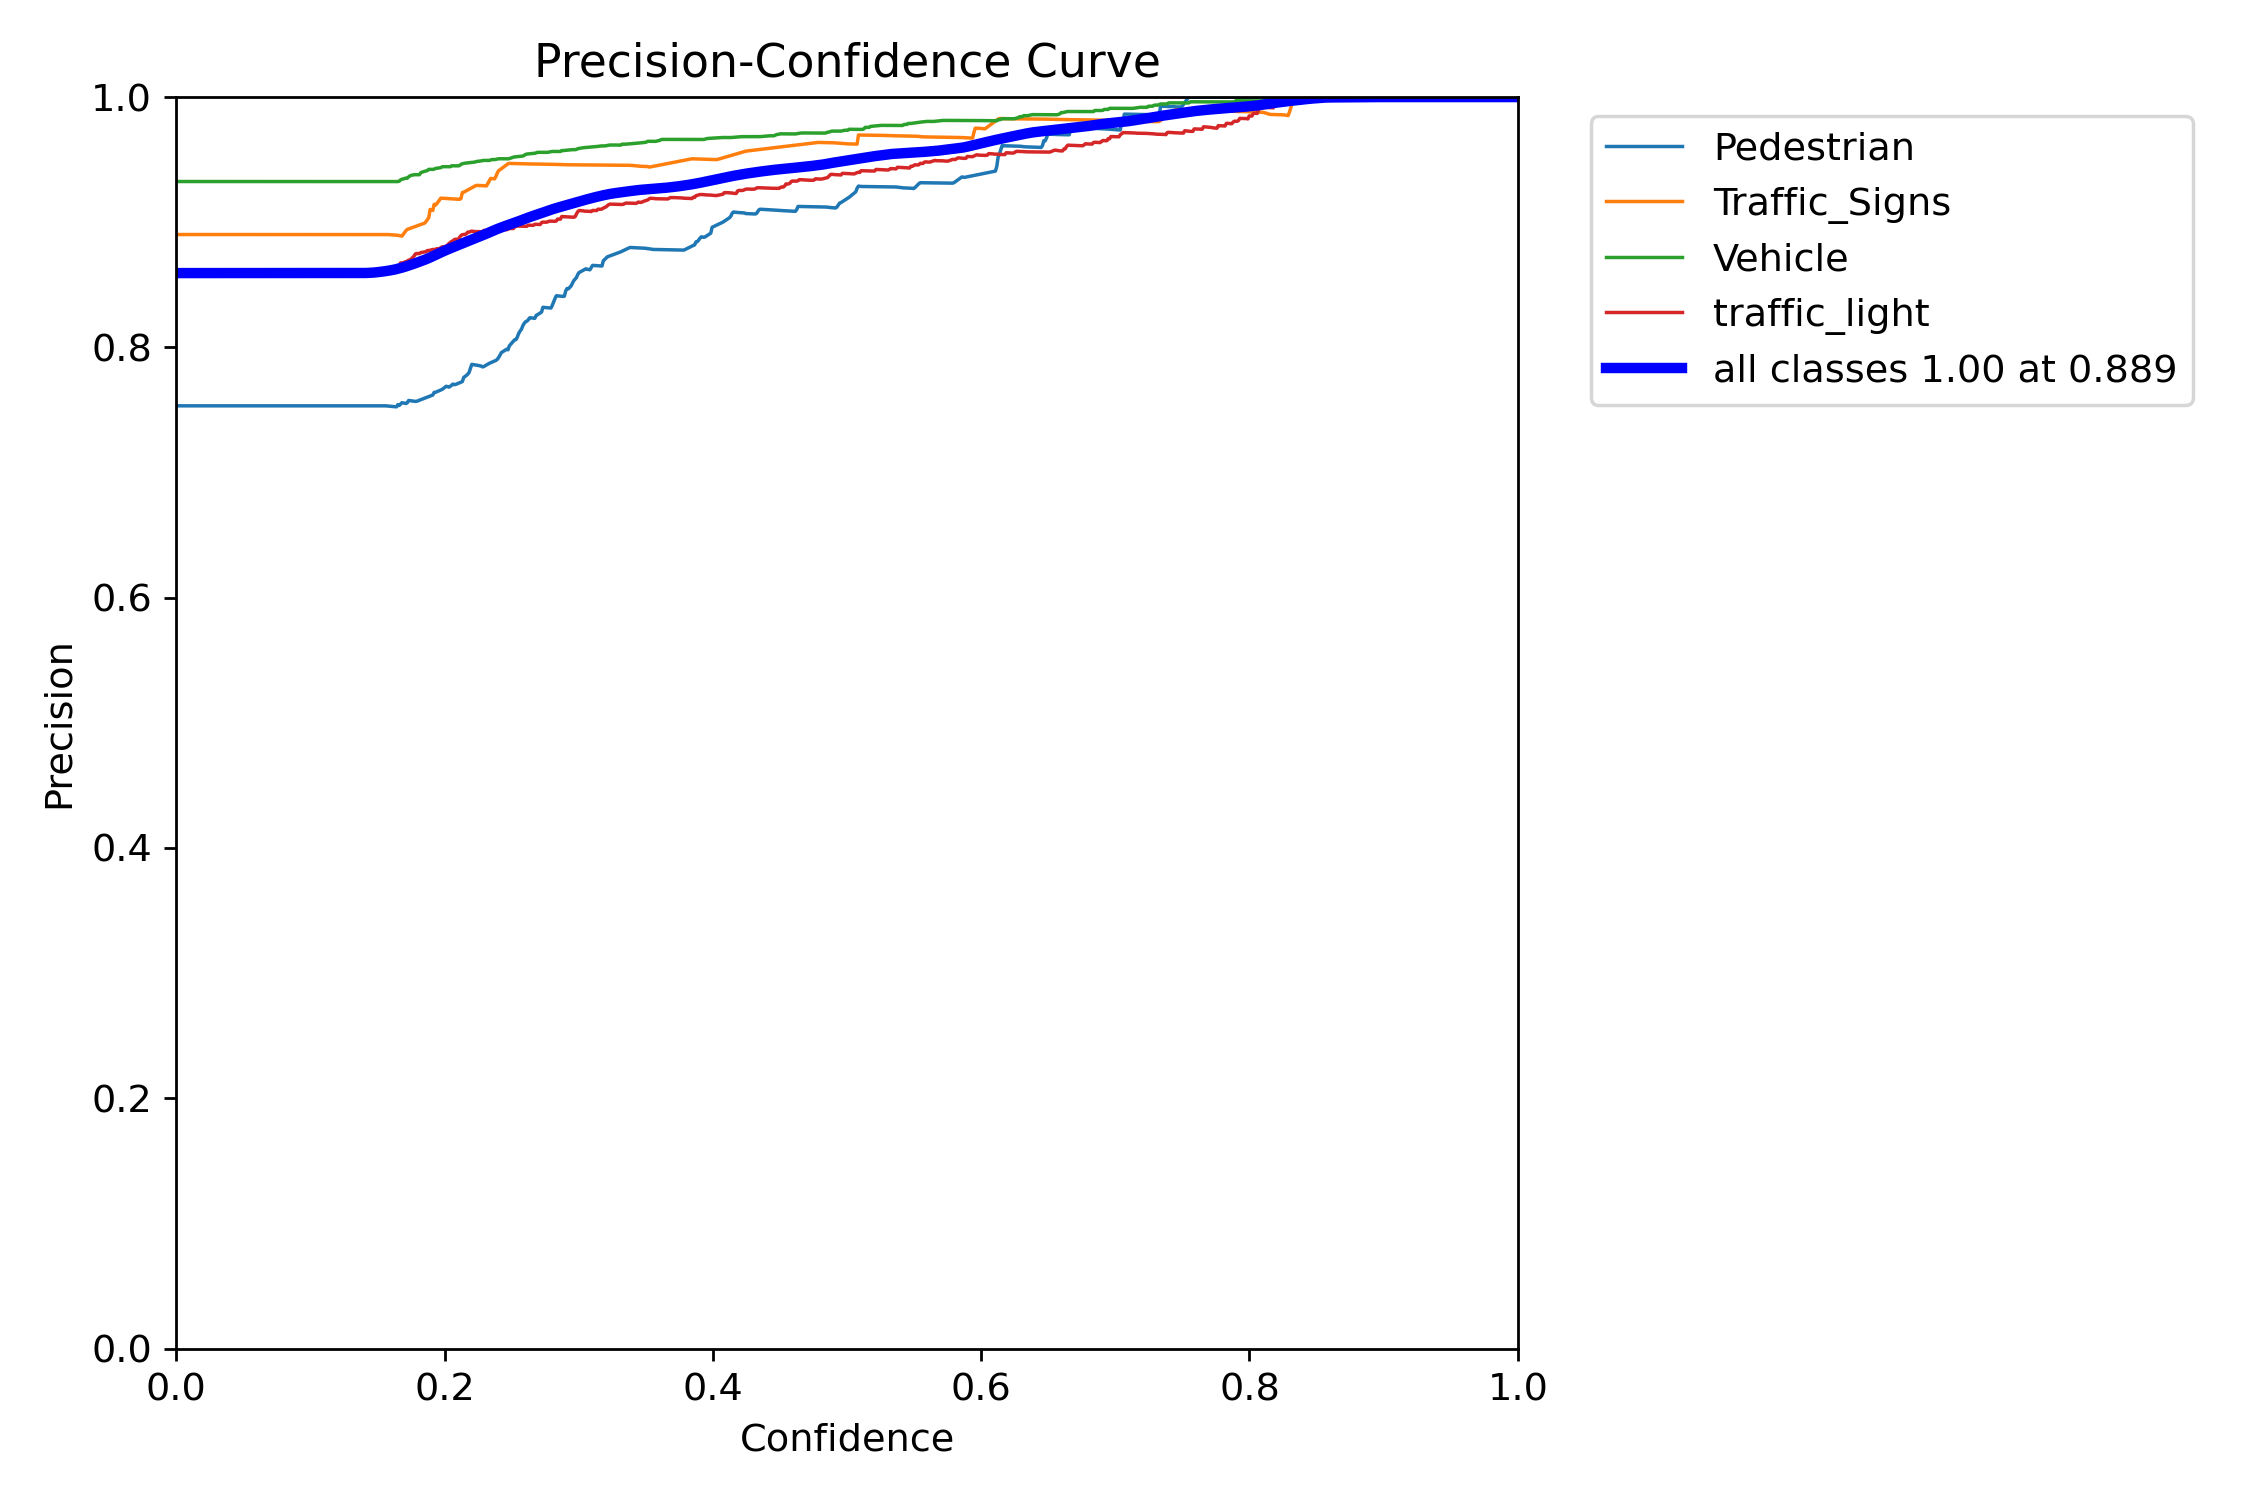 Precision-Confidence Curve
1.0
0.8
0.6
0.4
0.2
0.0
Precision
0.0 0.2 0.4 0.6 0.8 1.0
Confidence
Pedestrian
Traffic_Signs
Vehicle
traffic_light
all classes 1.00 at 0.889